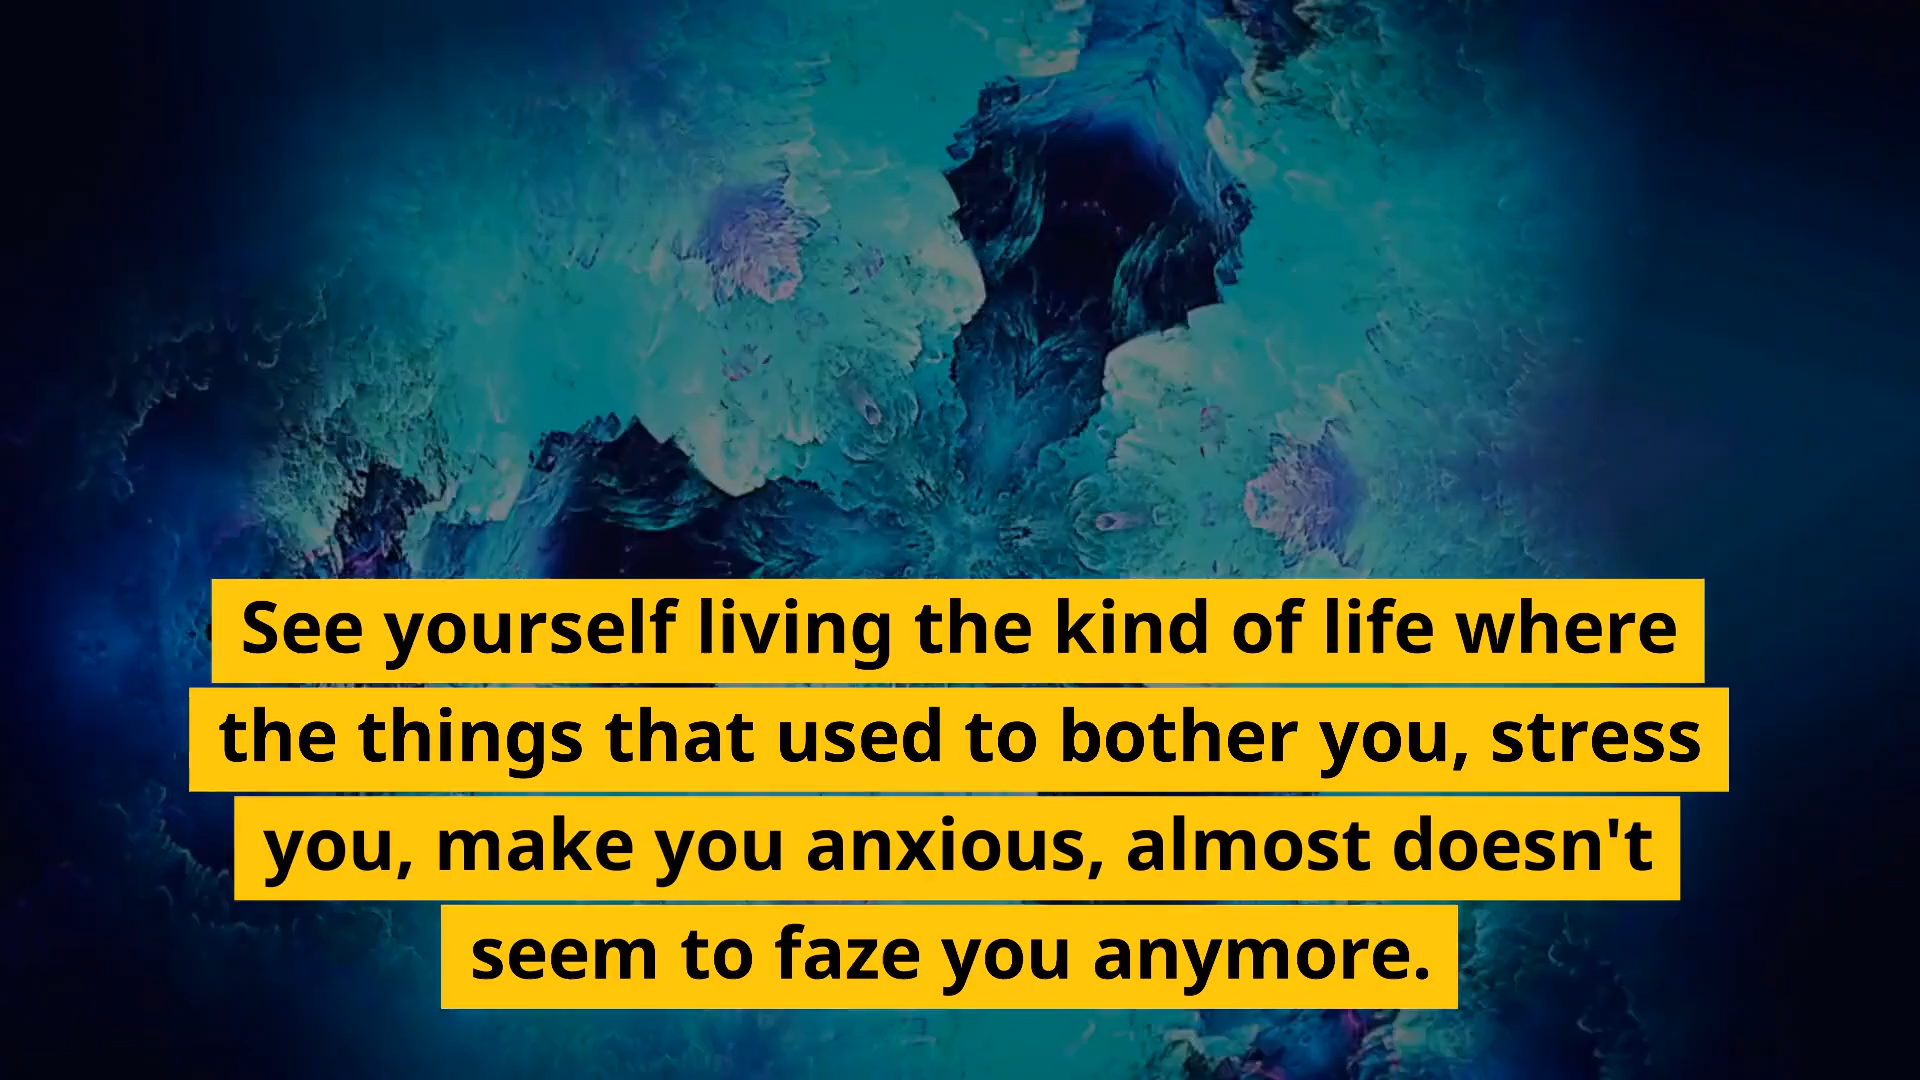 See yourself living the kind of life where
the things that used to bother you, stress
you, make you anxious, almost doesn't
seem to faze you anymore.